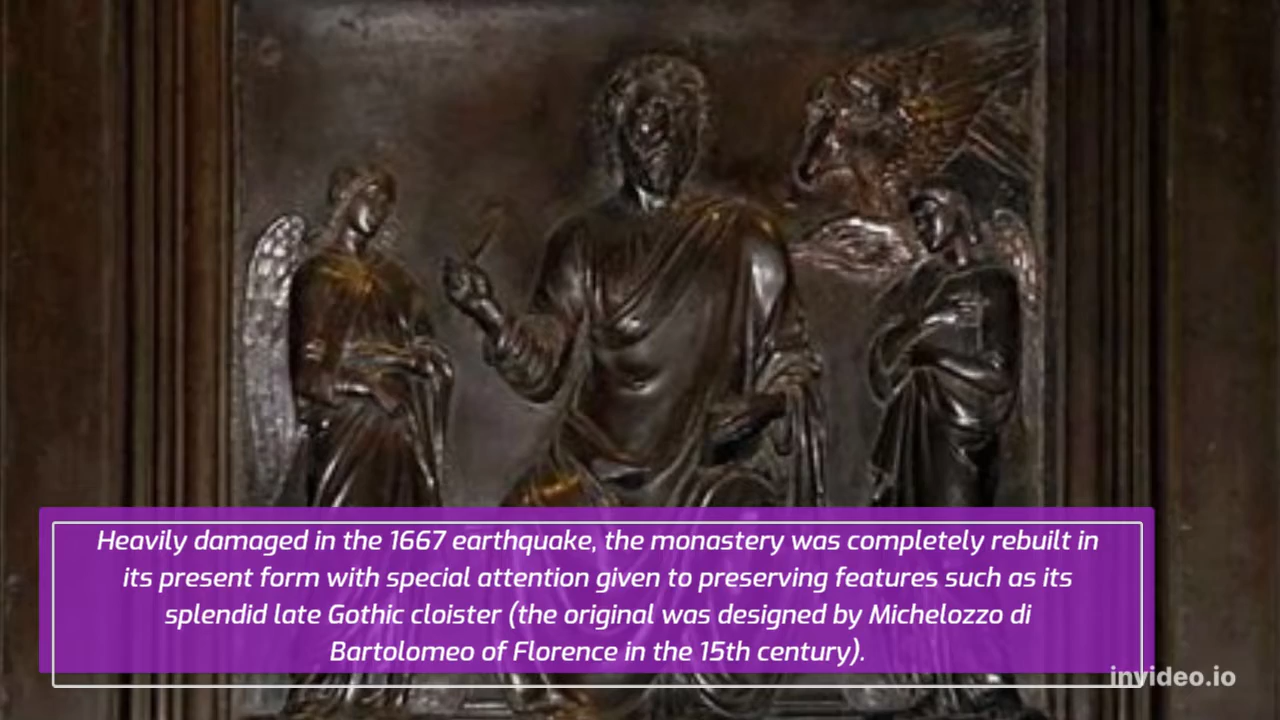 Heavily damaged in the 1667 earthquake, the monastery was completely rebuilt in
its present form with special attention given to preserving features such as its
splendid late Gothic cloister (the original was designed by Michelozzo di
Bartolomeo of Florence in the 15th century).
invideo.io